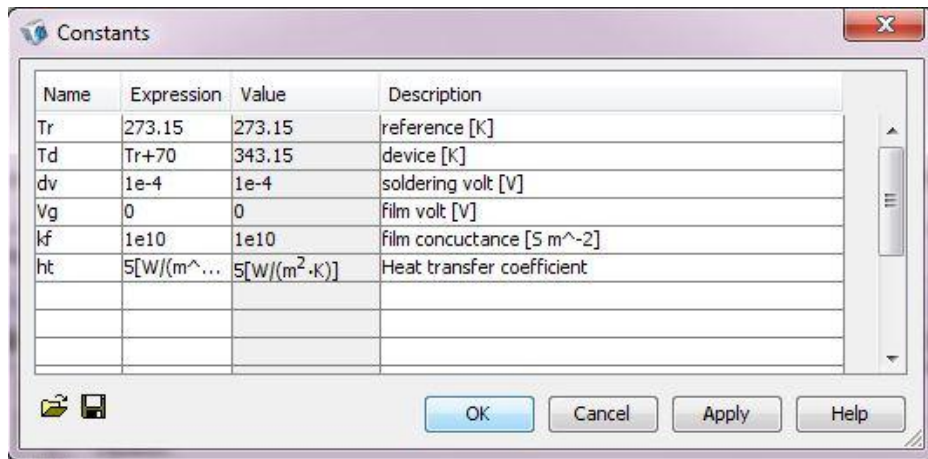 Constants
Name Expression Value Description
Tr 273.15 273.15 reference [K]
Td Tr+70 343.15 device [K]
dv 1e-4 1e-4 soldering volt [V]
Vg 0 0 film volt [V]
kf 1e10 1e10 film concuctance [S m^-2]
ht 5[W/(m^... 5[W/(m²·K)] Heat transfer coefficient
OK Cancel Apply Help